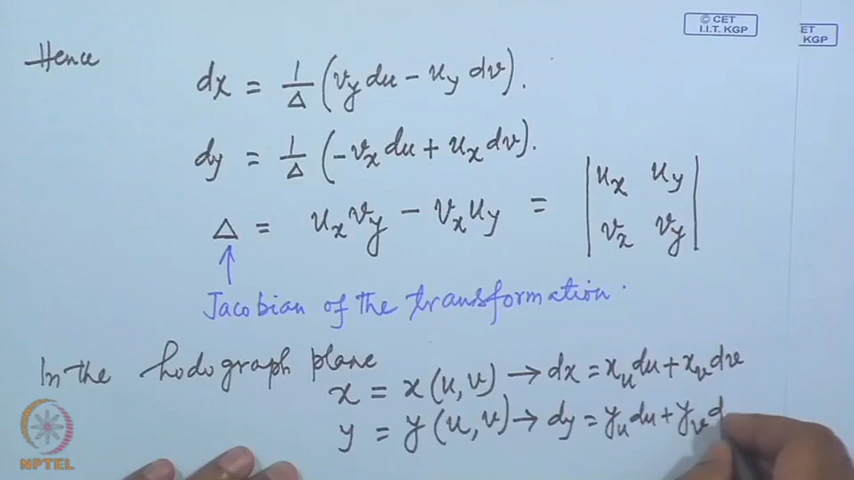 © CET
I.I.T. KGP
ET
KGP
Hence
dx = 1/Δ (v_y du − u_y dv).
dy = 1/Δ (−v_x du + u_x dv).
Δ = u_x v_y − v_x u_y = | u_x u_y |
| v_x v_y |
Jacobian of the transformation.
In the hodograph plane
x = x(u, v) → dx = x_u du + x_v dv
y = y(u, v) → dy = y_u du + y_v d
NPTEL